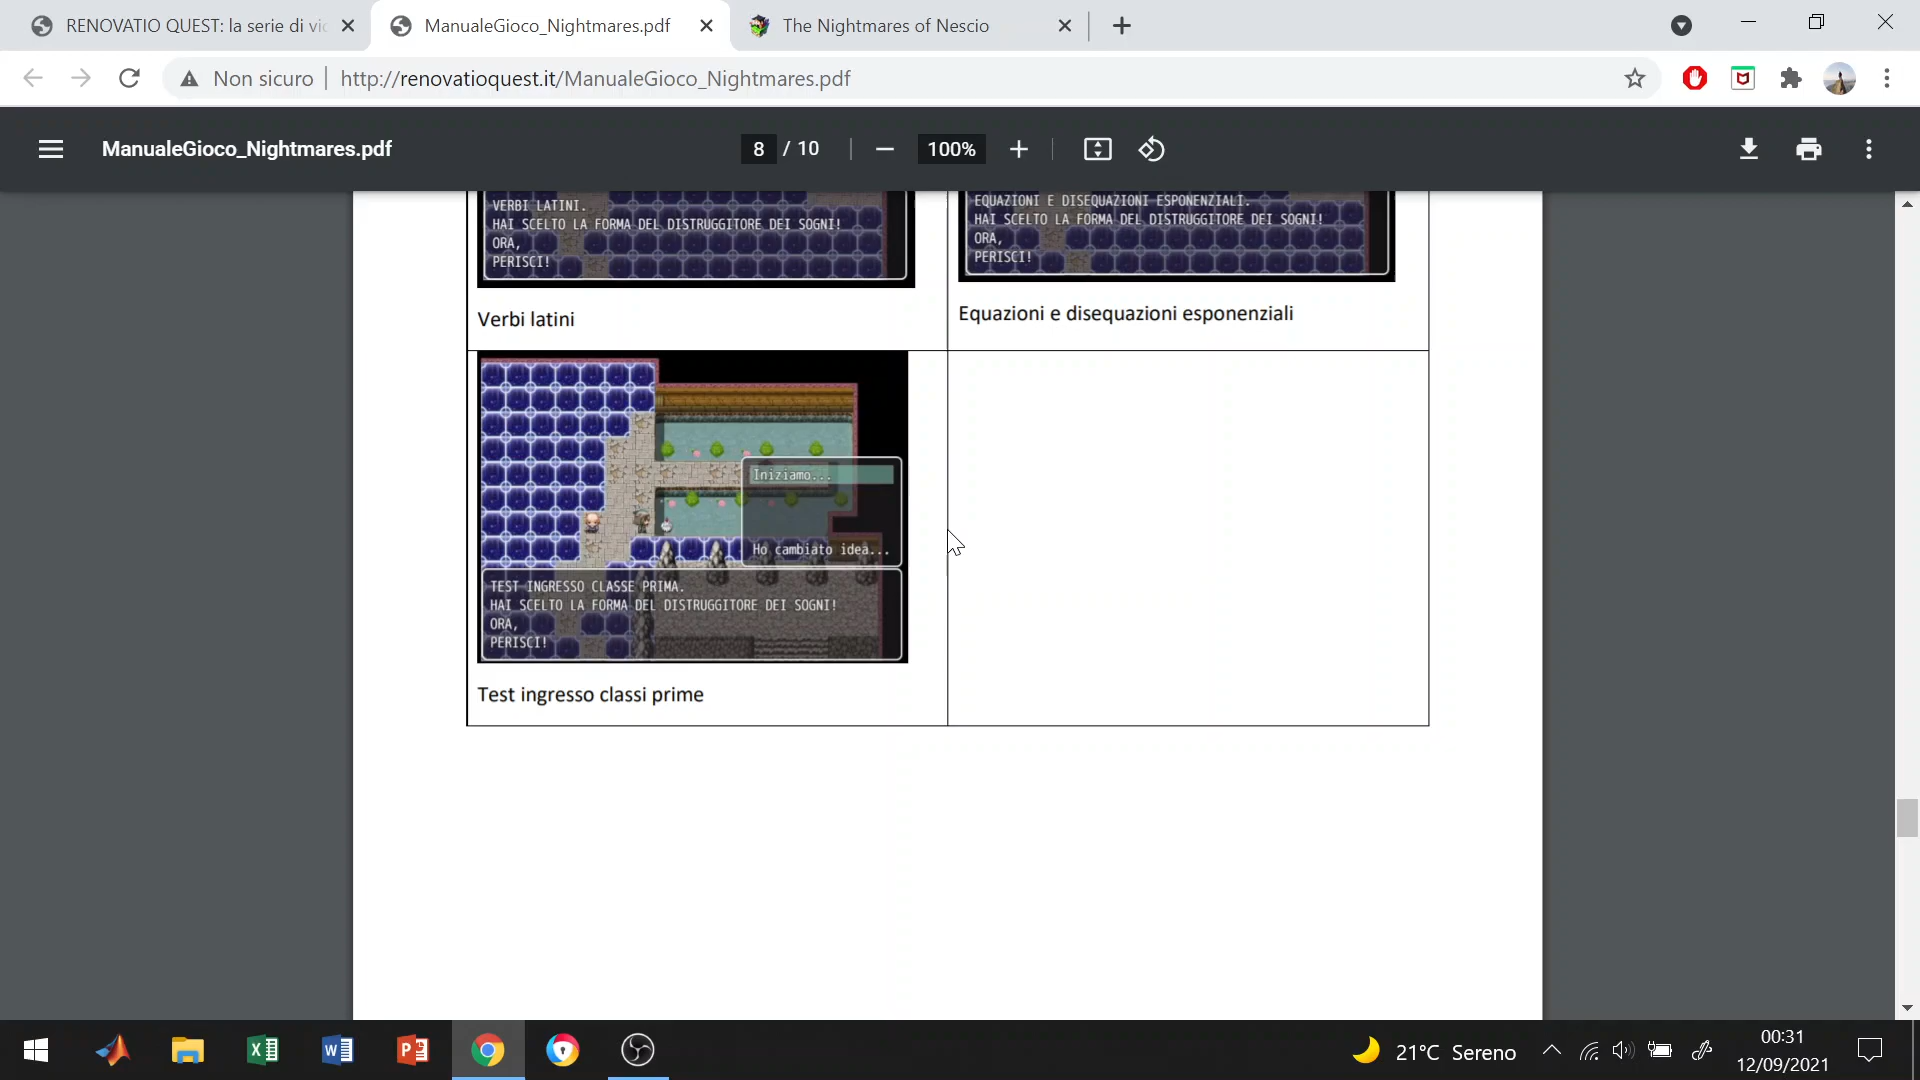 RENOVATIO QUEST: la serie di vi
ManualeGioco_Nightmares.pdf
The Nightmares of Nescio
Non sicuro
http://renovatioquest.it/ManualeGioco_Nightmares.pdf
ManualeGioco_Nightmares.pdf
8 / 10
100%
VERBI LATINI.
HAI SCELTO LA FORMA DEL DISTRUGGITORE DEI SOGNI!
ORA,
PERISCI!
Verbi latini
EQUAZIONI E DISEQUAZIONI ESPONENZIALI.
HAI SCELTO LA FORMA DEL DISTRUGGITORE DEI SOGNI!
ORA,
PERISCI!
Equazioni e disequazioni esponenziali
Iniziamo...
Ho cambiato idea...
TEST INGRESSO CLASSE PRIMA.
HAI SCELTO LA FORMA DEL DISTRUGGITORE DEI SOGNI!
ORA,
PERISCI!
Test ingresso classi prime
21°C Sereno
00:31
12/09/2021